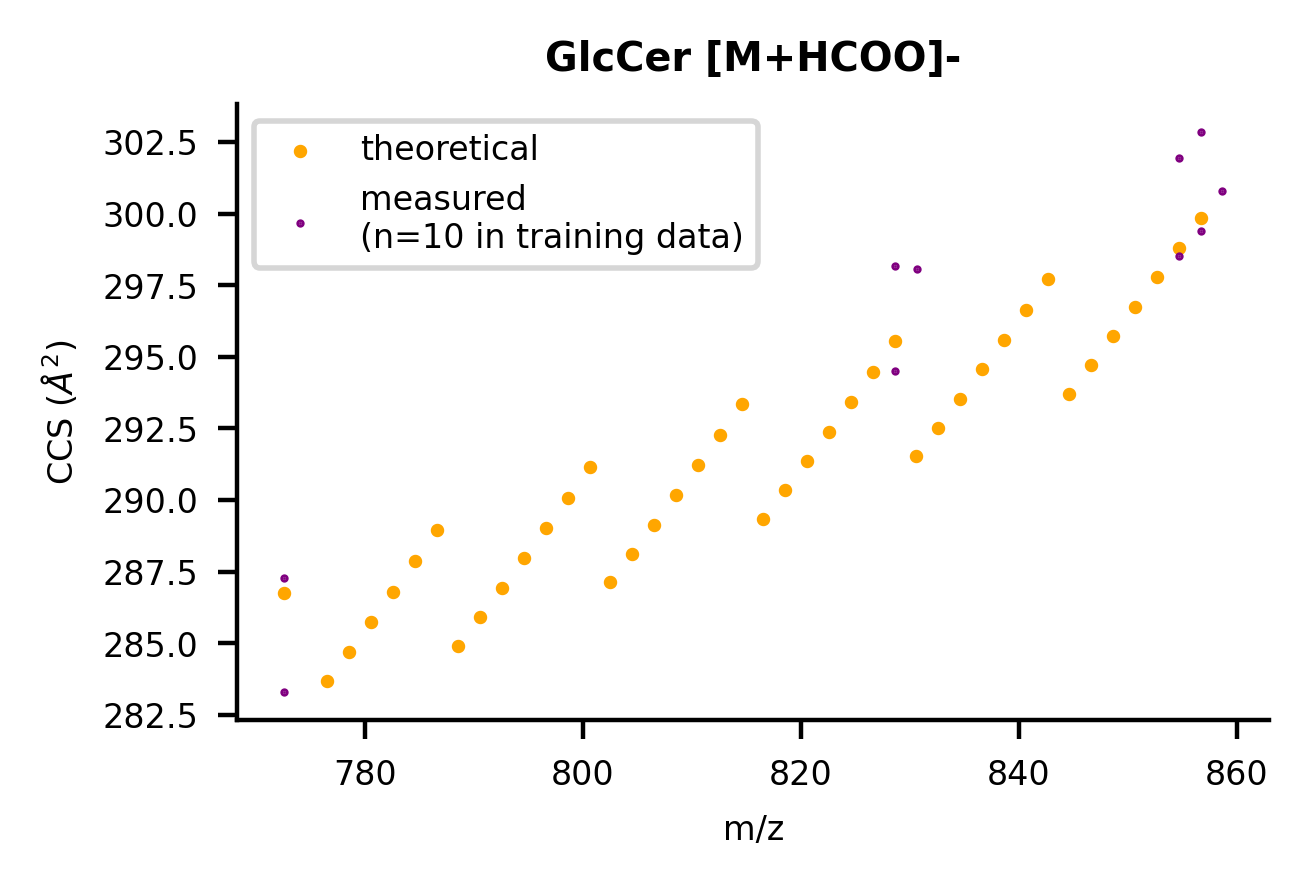 GlcCer [M+HCOO]-
theoretical
measured
(n=10 in training data)
302.5
300.0
297.5
295.0
292.5
290.0
287.5
285.0
282.5
CCS (Å²)
780
800
820
840
860
m/z